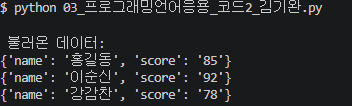 $ python 03_프로그래밍언어응용_코드2_김기완.py
불러온 데이터:
{'name': '홍길동', 'score': '85'}
{'name': '이순신', 'score': '92'}
{'name': '강감찬', 'score': '78'}